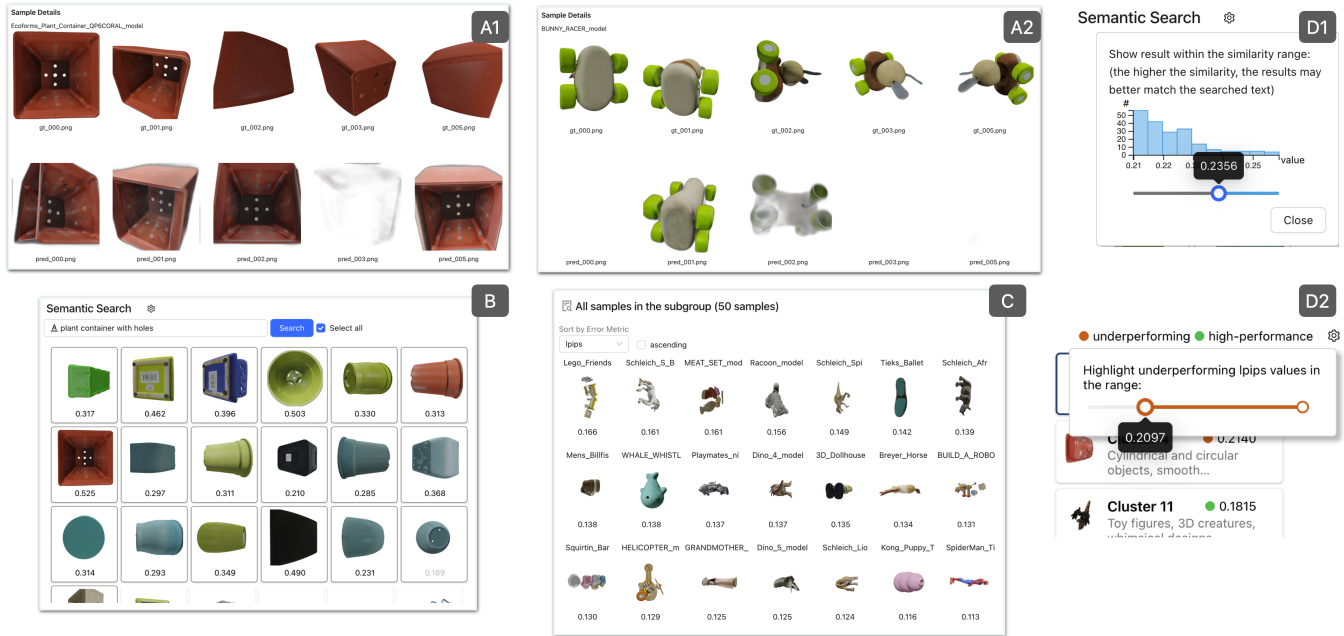 A1
Sample Details
Ecoforms_Plant_Container_QP6CORAL_model
gt_000.png gt_001.png gt_002.png gt_003.png gt_005.png
pred_000.png pred_001.png pred_002.png pred_003.png pred_005.png
A2
Sample Details
BUNNY_RACER_model
gt_000.png gt_001.png gt_002.png gt_003.png gt_005.png
pred_000.png pred_001.png pred_002.png pred_003.png pred_005.png
D1
Semantic Search
Show result within the similarity range:
(the higher the similarity, the results may
better match the searched text)
#
50
40
30
20
10
0
0.21 0.22 0.25
value
0.2356
Close
B
Semantic Search
plant container with holes Search Select all
0.317 0.462 0.396 0.503 0.330 0.313
0.525 0.297 0.311 0.210 0.285 0.368
0.314 0.293 0.349 0.490 0.231 0.189
C
All samples in the subgroup (50 samples)
Sort by Error Metric
lpips ascending
Lego_Friends Schleich_S_B MEAT_SET_mod Racoon_model Schleich_Spi Tieks_Ballet Schleich_Afr
0.166 0.161 0.161 0.156 0.149 0.142 0.139
Mens_Billfis WHALE_WHISTL Playmates_ni Dino_4_model 3D_Dollhouse Breyer_Horse BUILD_A_ROBO
0.138 0.138 0.137 0.137 0.135 0.134 0.131
Squirtin_Bar HELICOPTER_m GRANDMOTHER_ Dino_5_model Schleich_Lio Kong_Puppy_T SpiderMan_Ti
0.130 0.129 0.125 0.125 0.124 0.116 0.113
D2
underperforming high-performance
Highlight underperforming lpips values in
the range:
0.2097
0.2140
Cylindrical and circular
objects, smooth...
Cluster 11 0.1815
Toy figures, 3D creatures,